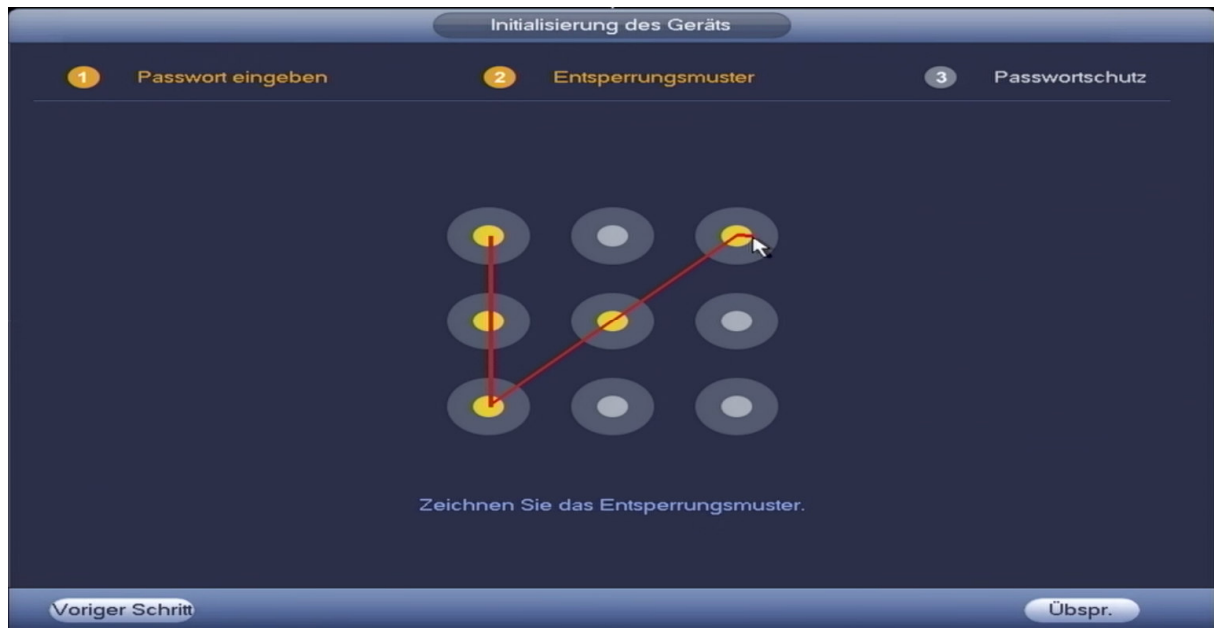 Initialisierung des Geräts
1 Passwort eingeben 2 Entsperrungsmuster 3 Passwortschutz
Zeichnen Sie das Entsperrungsmuster.
Voriger Schritt Übspr.